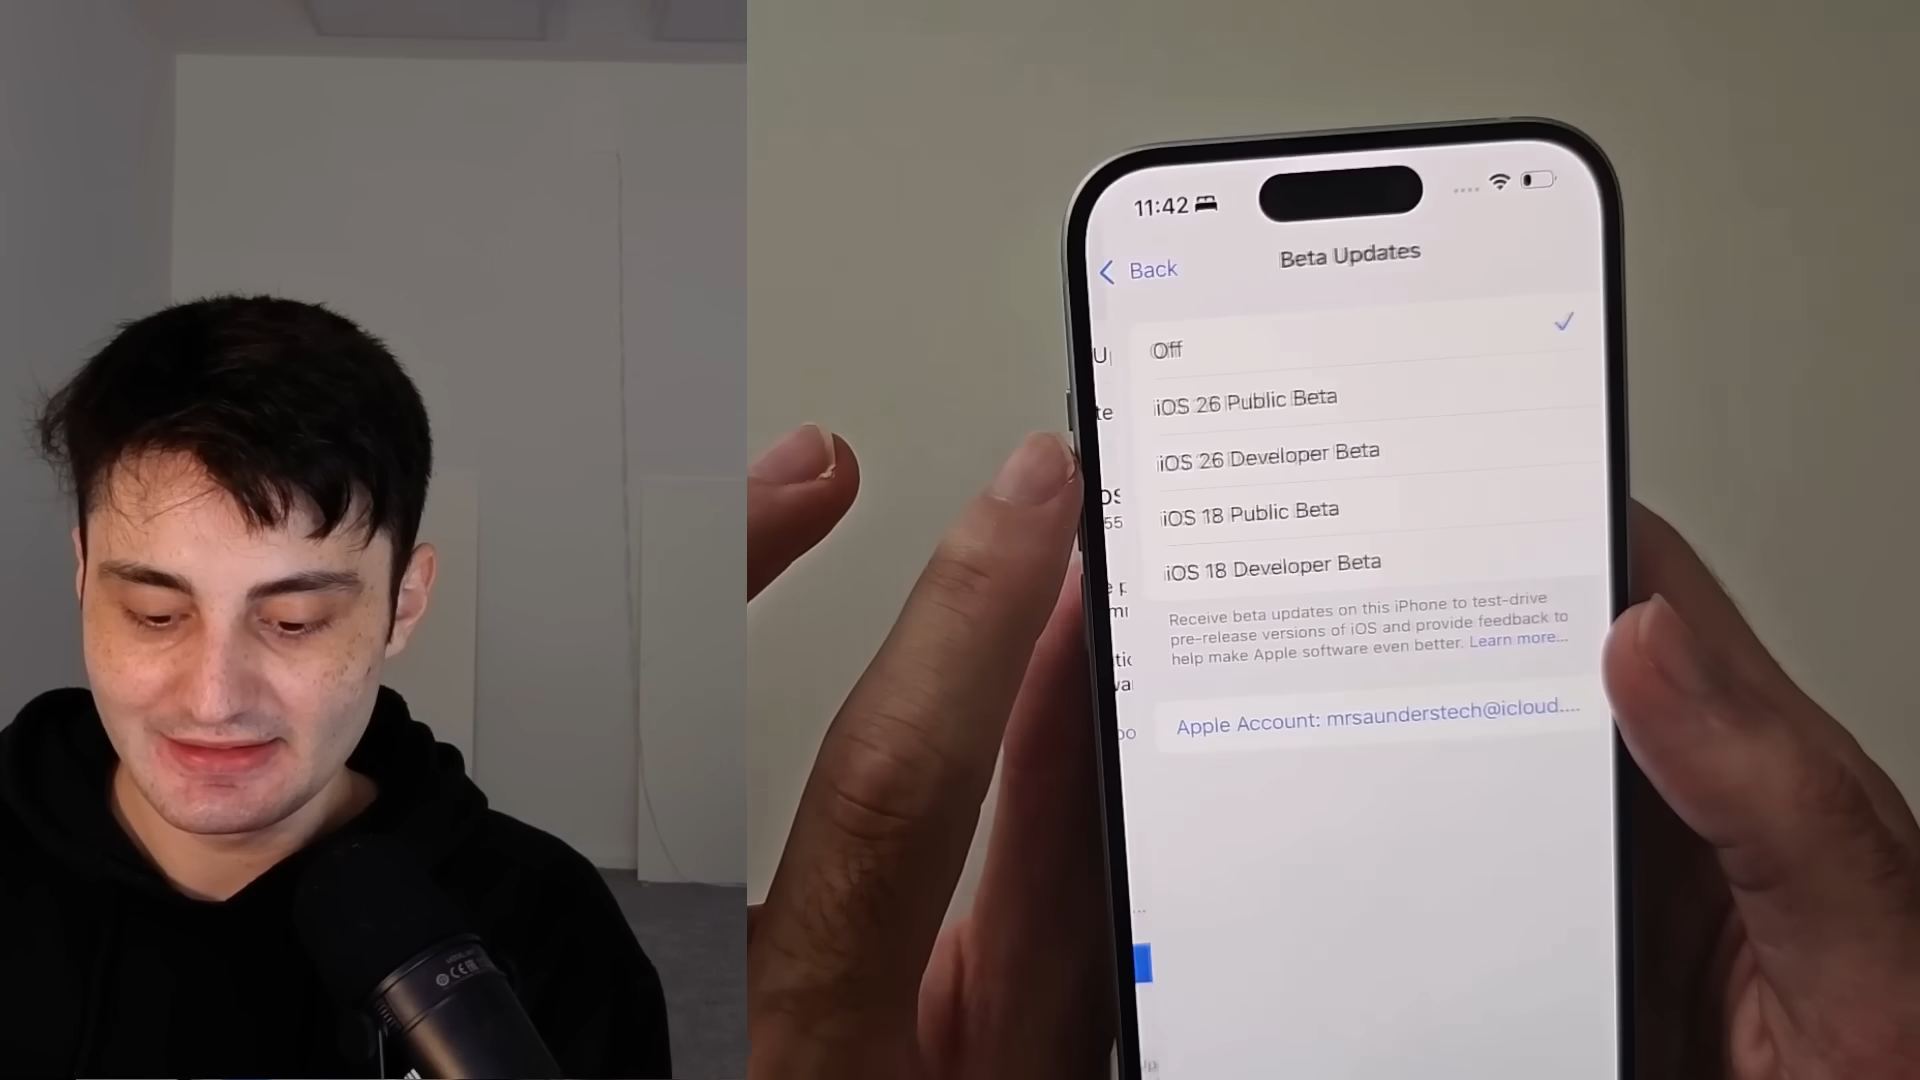 11:42
Back
Beta Updates
Off
iOS 26 Public Beta
iOS 26 Developer Beta
iOS 18 Public Beta
iOS 18 Developer Beta
Receive beta updates on this iPhone to test-drive
pre-release versions of iOS and provide feedback to
help make Apple software even better. Learn more...
Apple Account: mrsaunderstech@icloud....